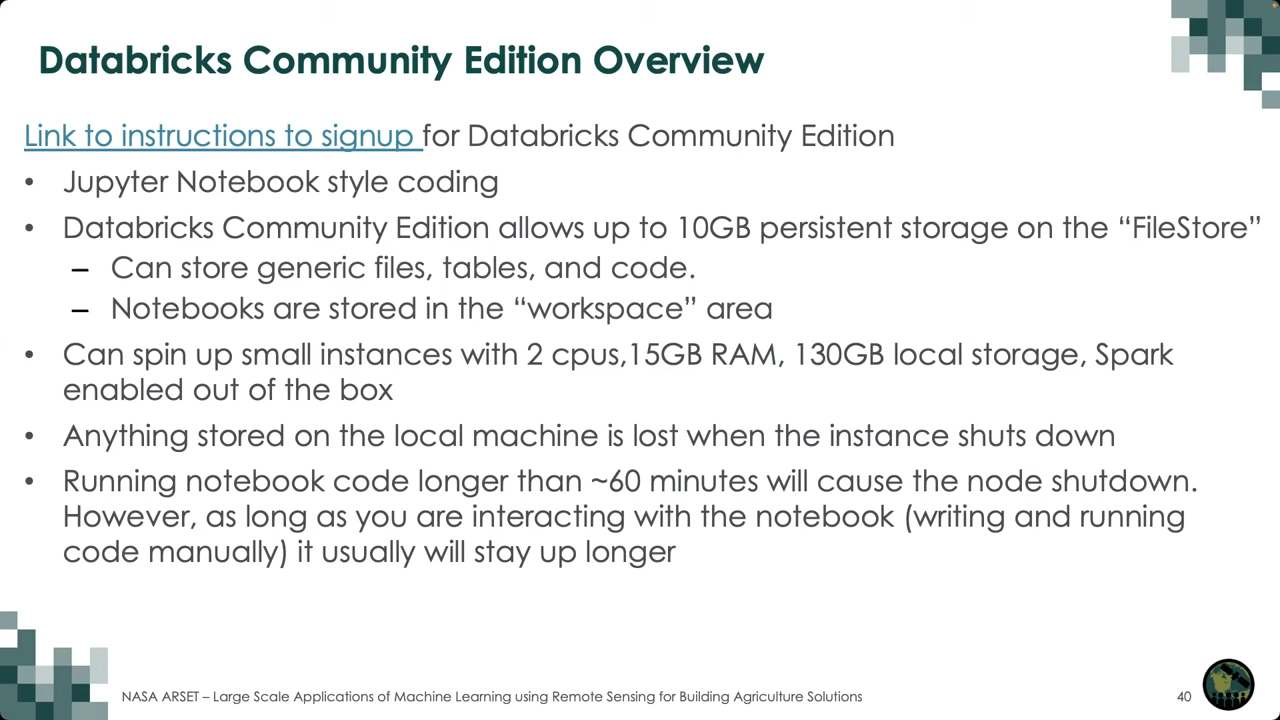 Databricks Community Edition Overview
Link to instructions to signup for Databricks Community Edition
• Jupyter Notebook style coding
• Databricks Community Edition allows up to 10GB persistent storage on the “FileStore”
– Can store generic files, tables, and code.
– Notebooks are stored in the “workspace” area
• Can spin up small instances with 2 cpus,15GB RAM, 130GB local storage, Spark
enabled out of the box
• Anything stored on the local machine is lost when the instance shuts down
• Running notebook code longer than ~60 minutes will cause the node shutdown.
However, as long as you are interacting with the notebook (writing and running
code manually) it usually will stay up longer
NASA ARSET – Large Scale Applications of Machine Learning using Remote Sensing for Building Agriculture Solutions
40